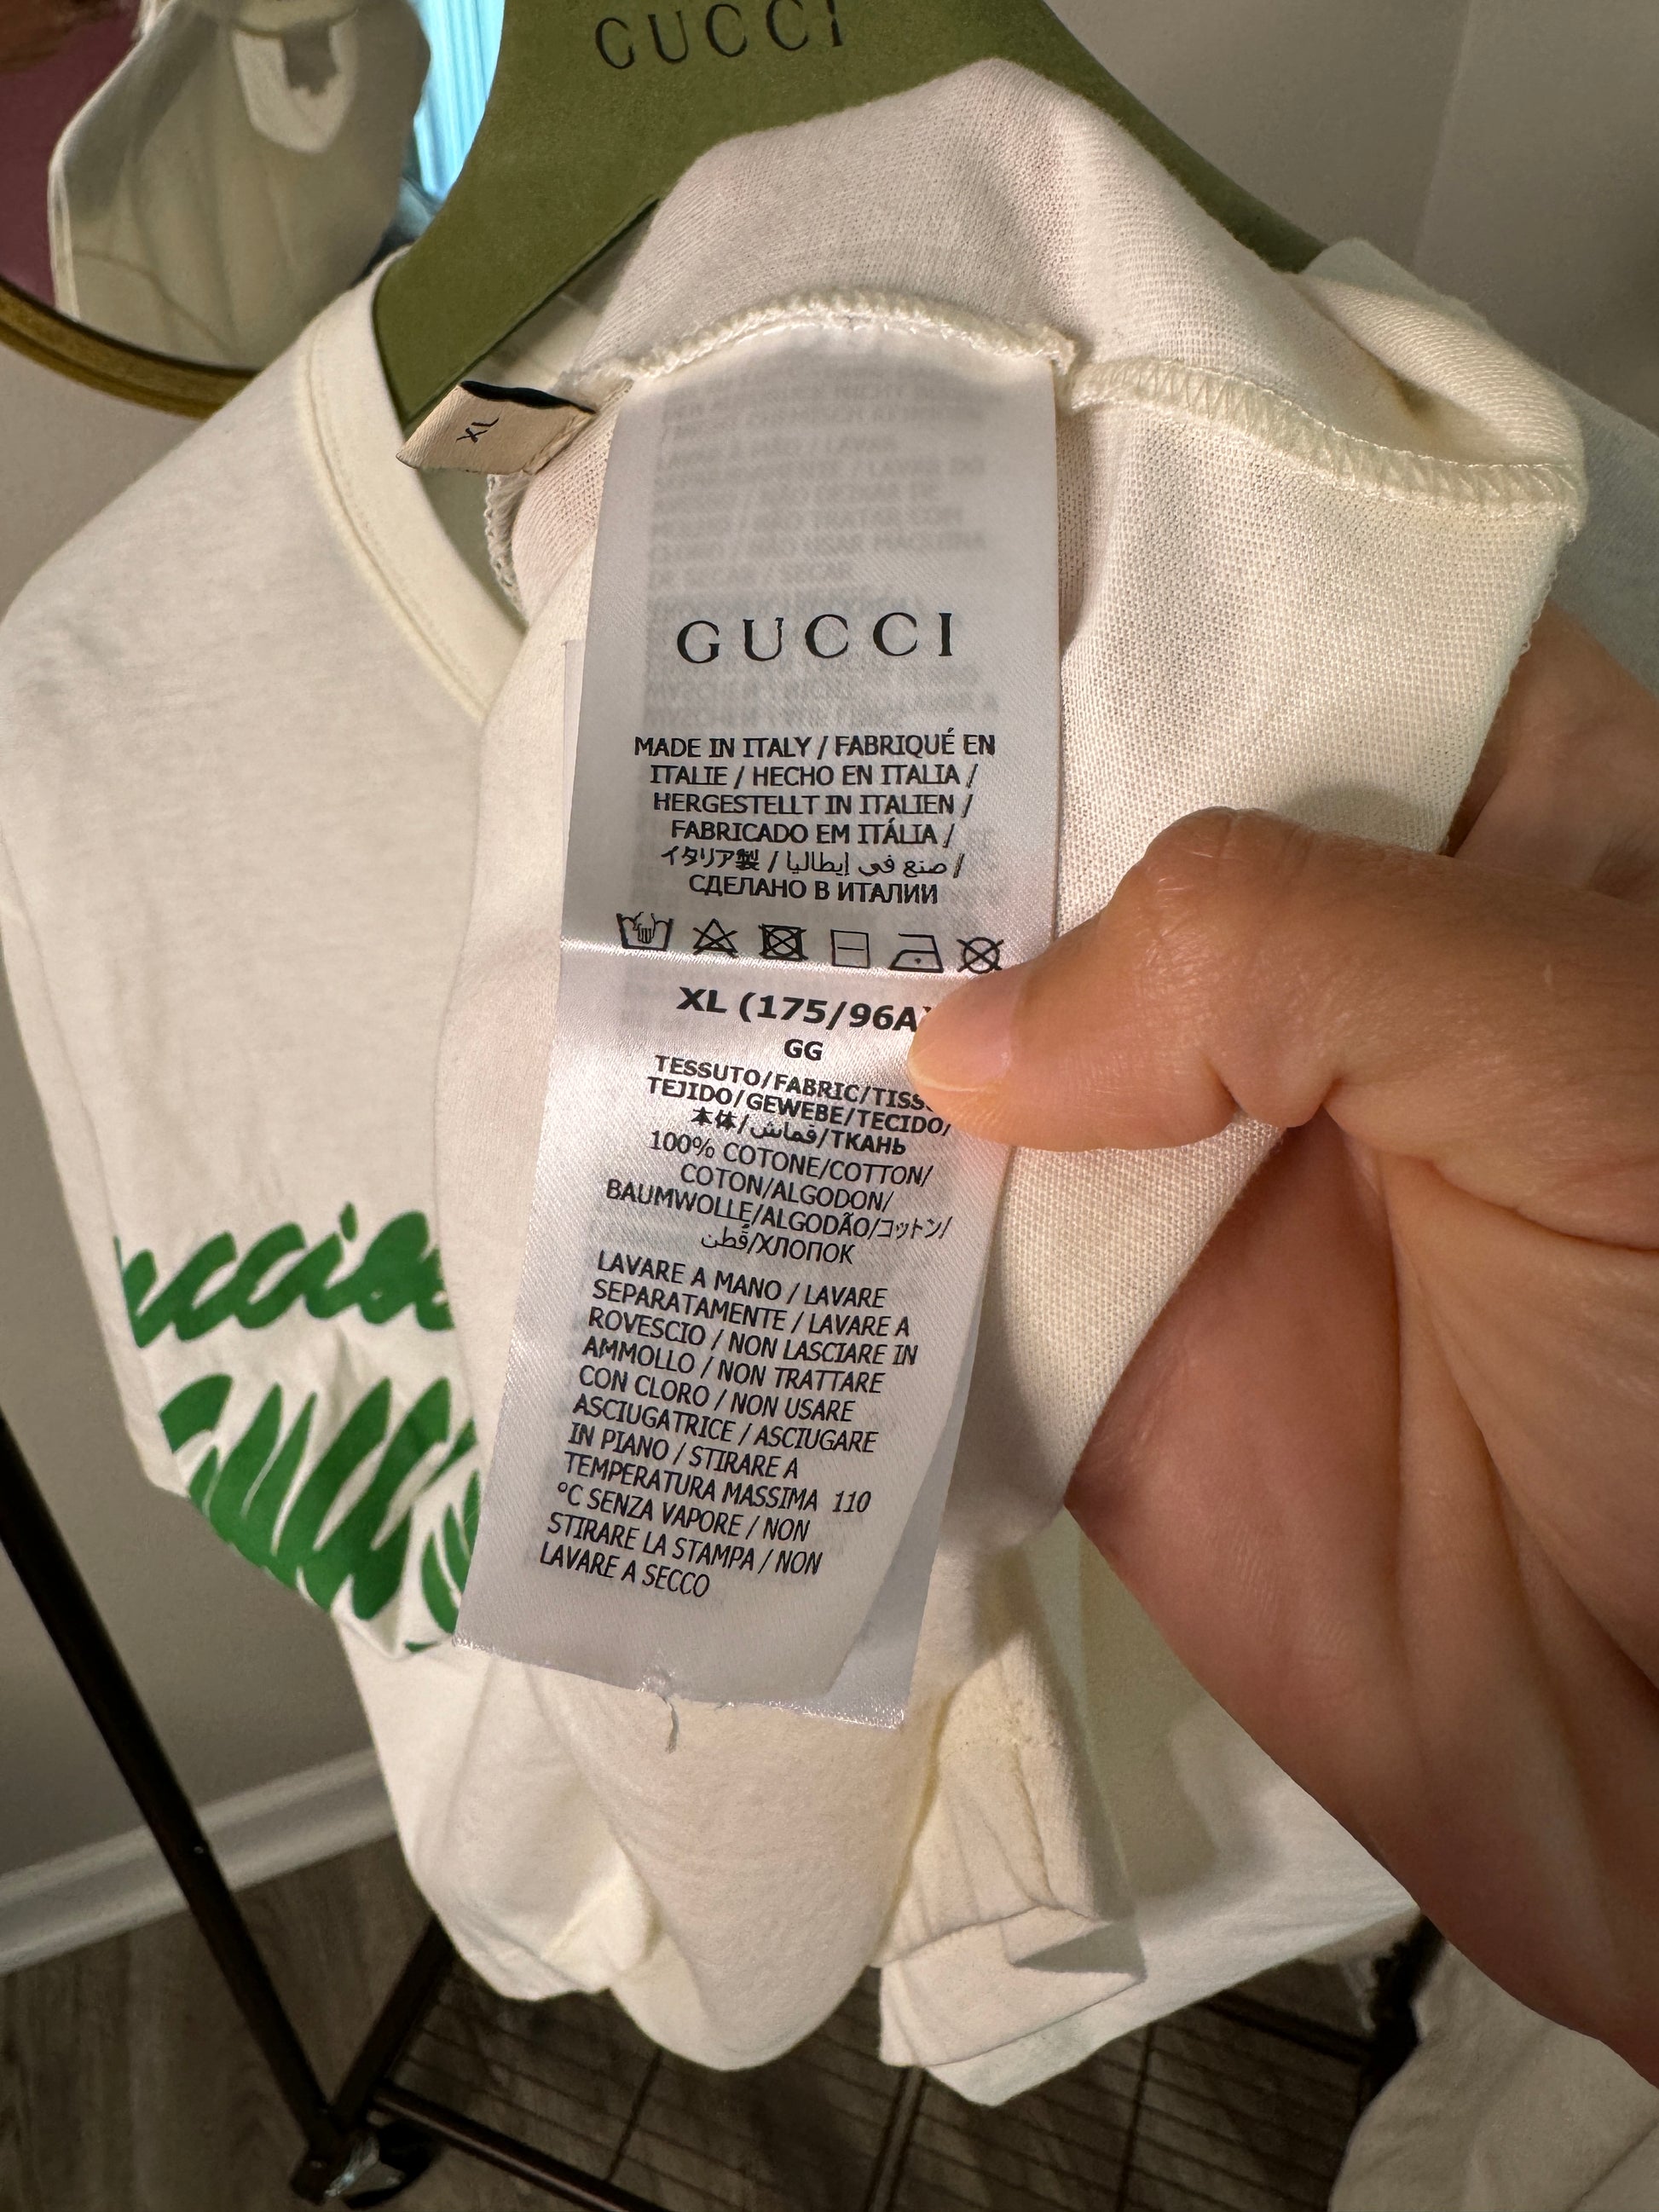 GUCCI
XL
GUCCI
MADE IN ITALY / FABRIQUÉ EN
ITALIE / HECHO EN ITALIA /
HERGESTELLT IN ITALIEN /
FABRICADO EM ITÁLIA /
イタリア製 / صنع في إيطاليا /
СДЕЛАНО В ИТАЛИИ
XL (175/96A)
GG
TESSUTO/FABRIC/
TEJIDO/GEWEBE/TECIDO/
本体/قماش/ТКАНЬ
100% COTONE/COTTON/
COTON/ALGODON/
BAUMWOLLE/ALGODÃO/コットン/
قطن/ХЛОПОК
LAVARE A MANO / LAVARE
SEPARATAMENTE / LAVARE A
ROVESCIO / NON LASCIARE IN
AMMOLLO / NON TRATTARE
CON CLORO / NON USARE
ASCIUGATRICE / ASCIUGARE
IN PIANO / STIRARE A
TEMPERATURA MASSIMA 110
°C SENZA VAPORE / NON
STIRARE LA STAMPA / NON
LAVARE A SECCO